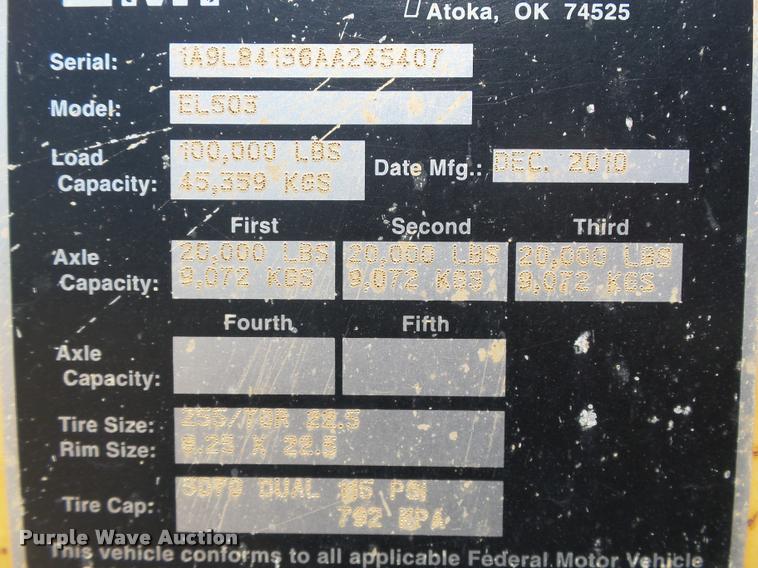 Atoka, OK 74525
Serial: 1A9LB4136AA245407
Model: EL503
Load Capacity: 100,000 LBS
45,359 KGS
Date Mfg.: DEC. 2010
First Second Third
Axle Capacity: 20,000 LBS 20,000 LBS 20,000 LBS
9,072 KGS 9,072 KGS 9,072 KGS
Fourth Fifth
Axle Capacity:
Tire Size: 255/70R 22.5
Rim Size: 8.25 X 22.5
Tire Cap: DUAL PSI
792 KPA
Purple Wave Auction
This vehicle conforms to all applicable Federal Motor Vehicle